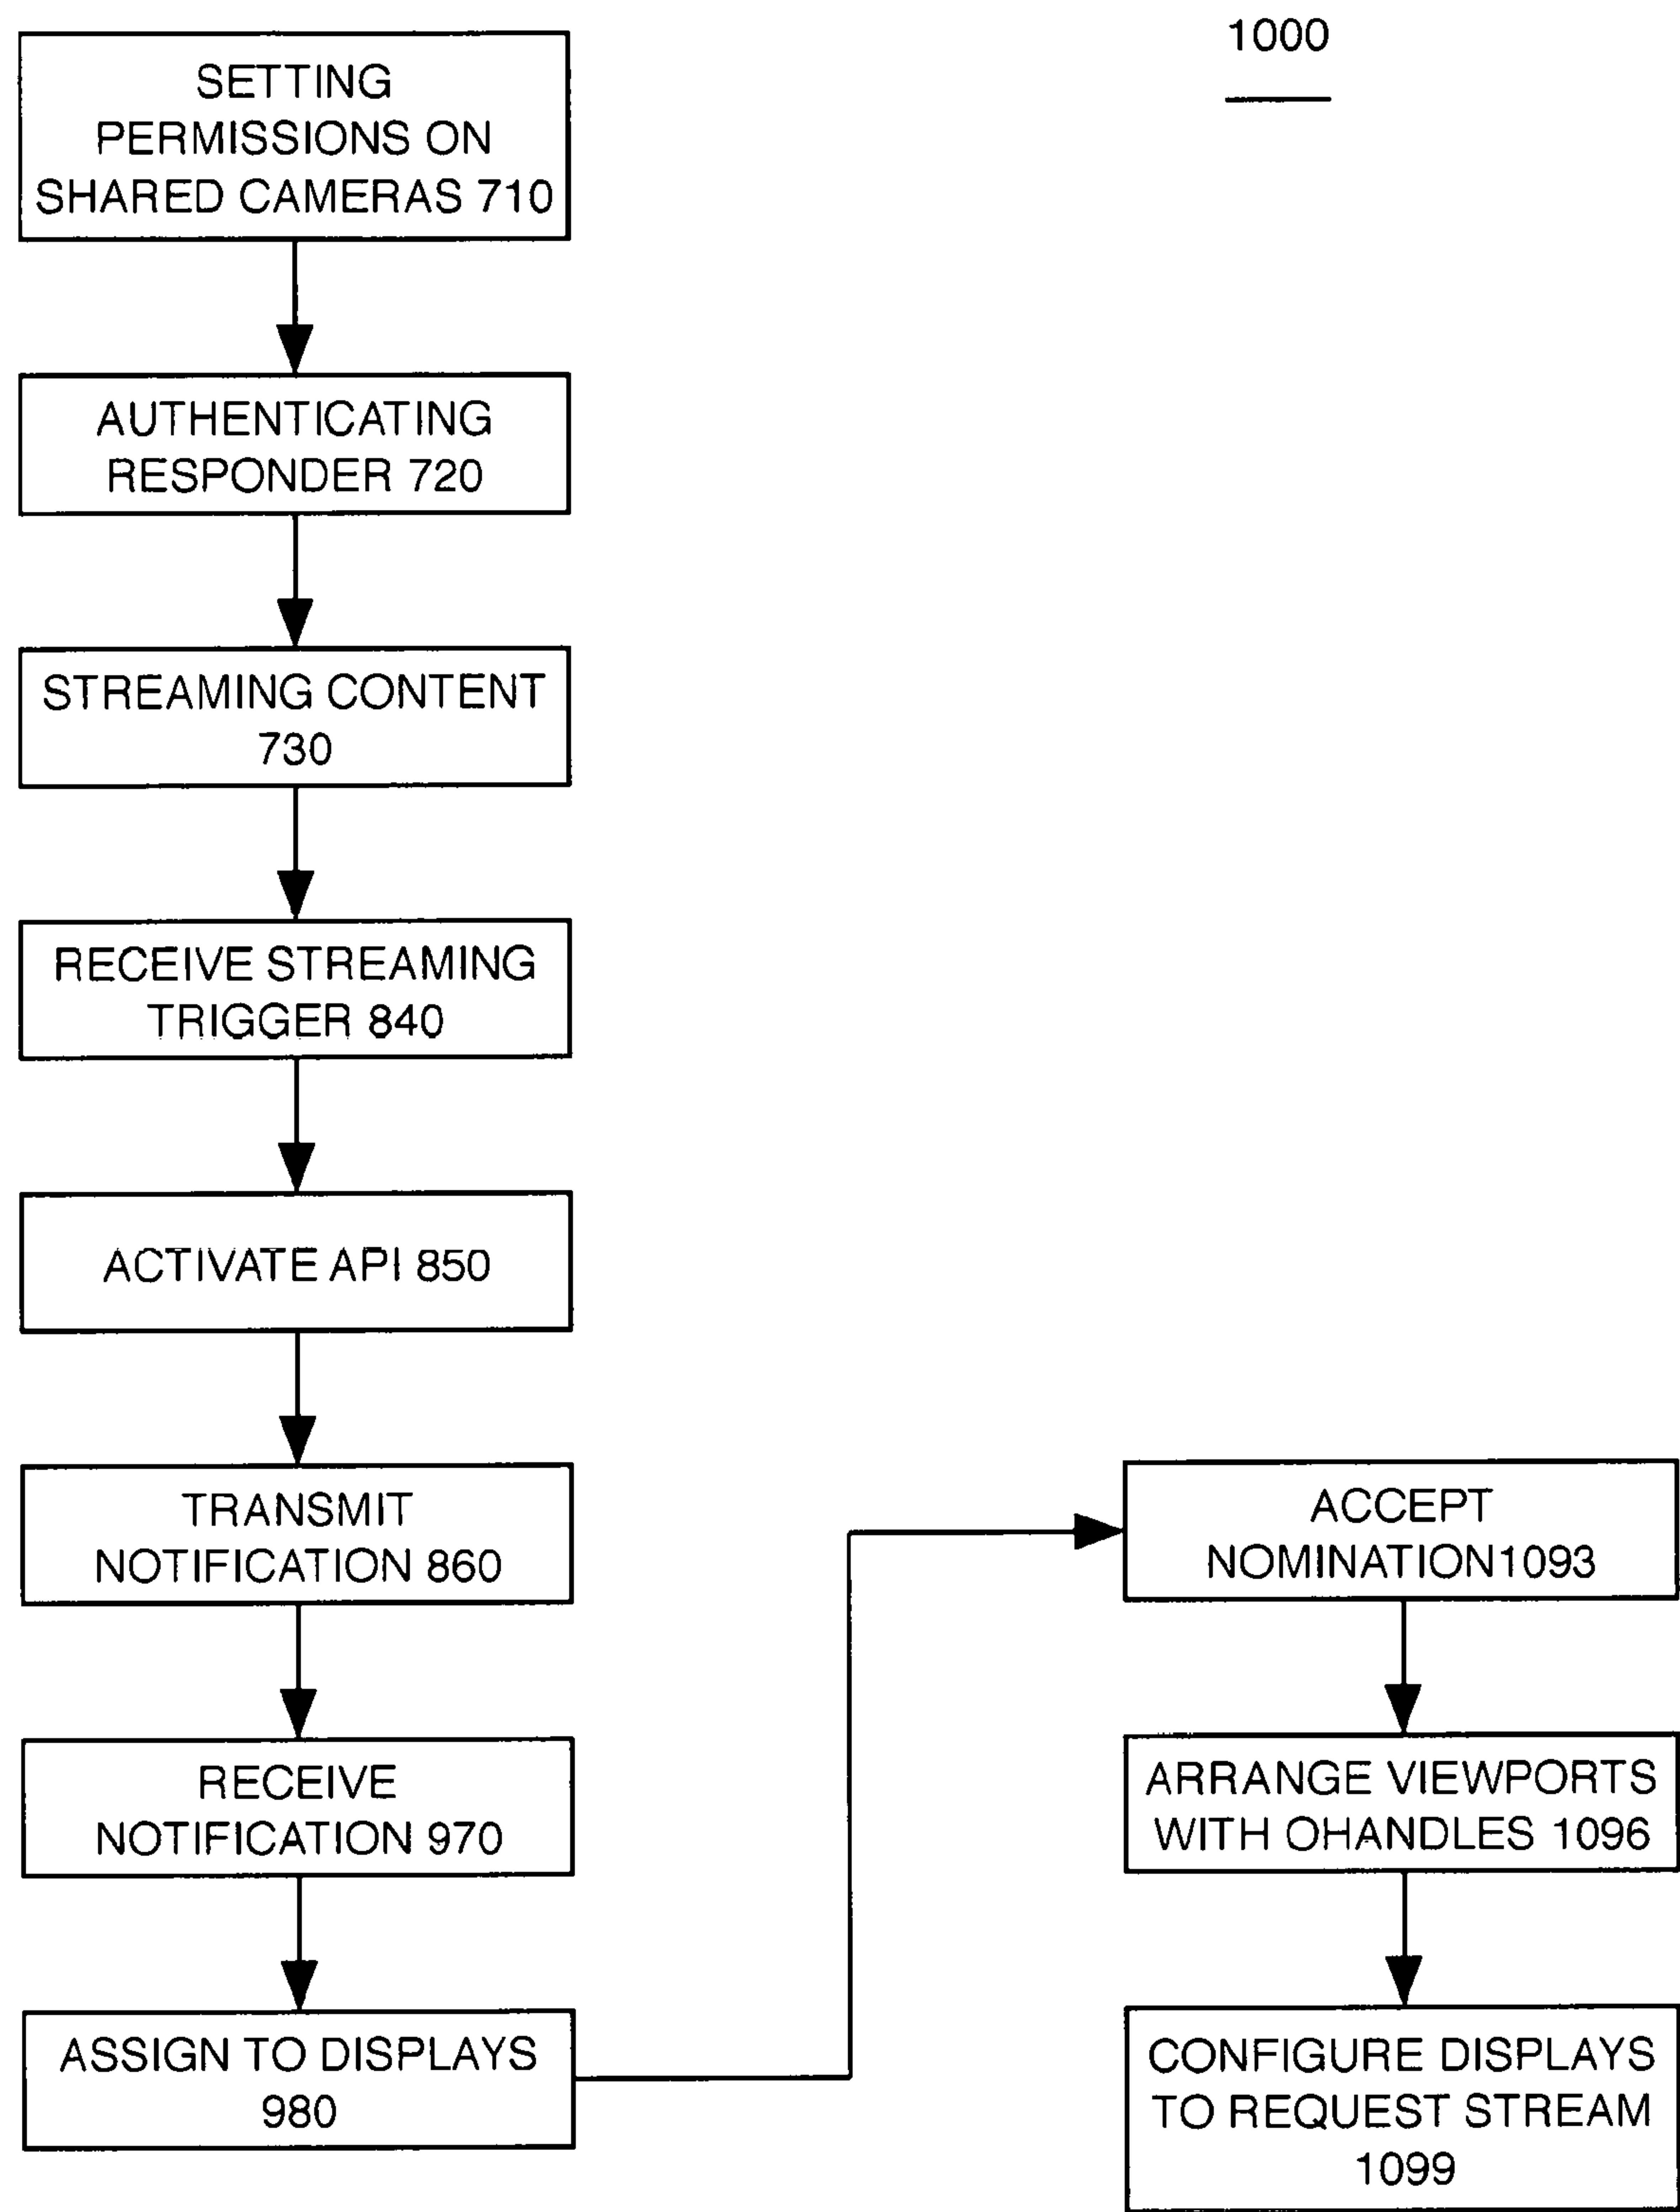 1000
SETTING
PERMISSIONS ON
SHARED CAMERAS 710
AUTHENTICATING
RESPONDER 720
STREAMING CONTENT
730
RECEIVE STREAMING
TRIGGER 840
ACTIVATE API 850
TRANSMIT
NOTIFICATION 860
RECEIVE
NOTIFICATION 970
ASSIGN TO DISPLAYS
980
ACCEPT
NOMINATION1093
ARRANGE VIEWPORTS
WITH OHANDLES 1096
CONFIGURE DISPLAYS
TO REQUEST STREAM
1099